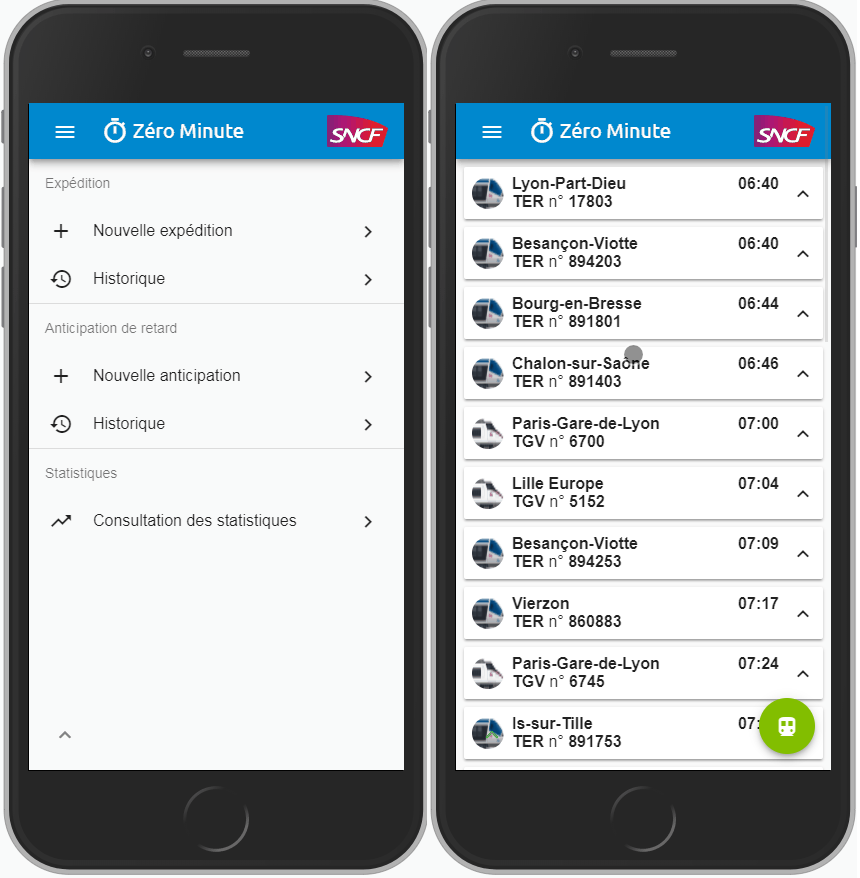 Zéro Minute
SNCF
Expédition
Nouvelle expédition
Historique
Anticipation de retard
Nouvelle anticipation
Historique
Statistiques
Consultation des statistiques
Zéro Minute
SNCF
Lyon-Part-Dieu 06:40
TER n° 17803
Besançon-Viotte 06:40
TER n° 894203
Bourg-en-Bresse 06:44
TER n° 891801
Chalon-sur-Saône 06:46
TER n° 891403
Paris-Gare-de-Lyon 07:00
TGV n° 6700
Lille Europe 07:04
TGV n° 5152
Besançon-Viotte 07:09
TER n° 894253
Vierzon 07:17
TER n° 860883
Paris-Gare-de-Lyon 07:24
TGV n° 6745
Is-sur-Tille
TER n° 891753